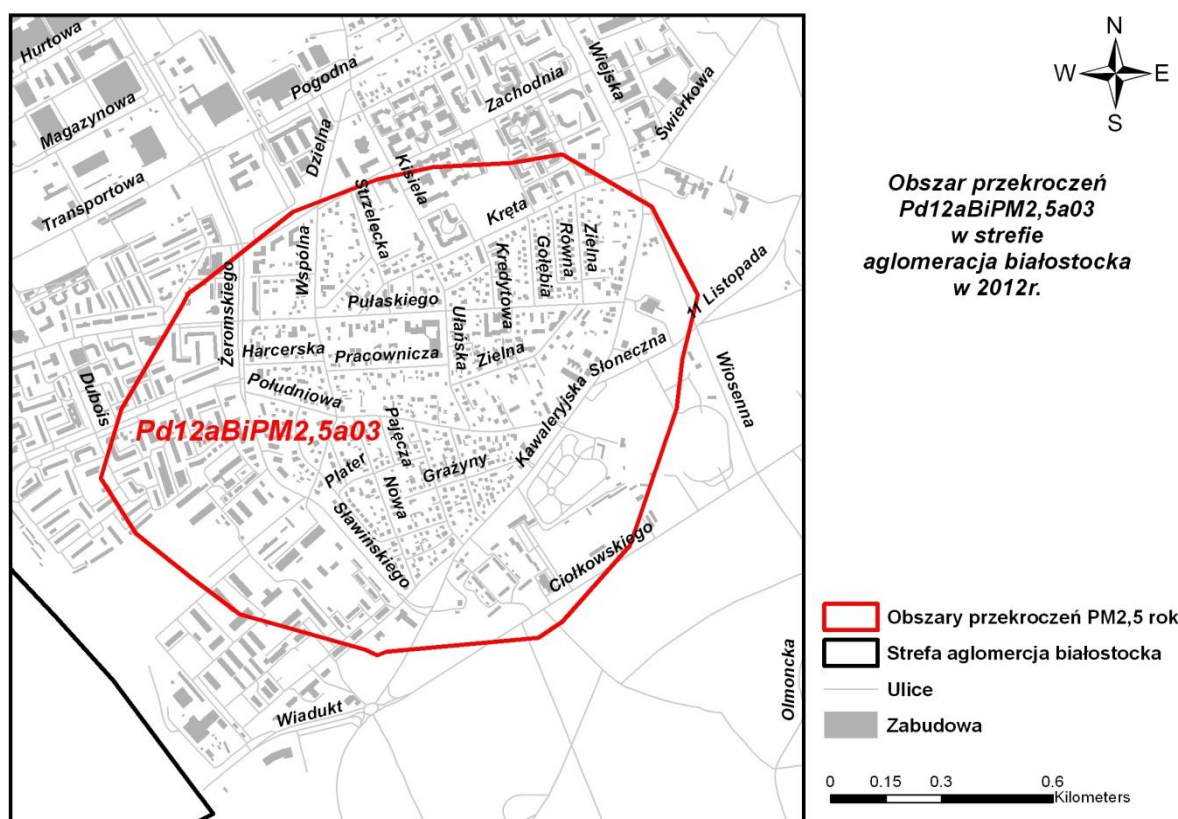 Hurtowa
Magazynowa
Transportowa
Pogodna
Dzielna
Zachodnia
Wiejska
Świerkowa
Strzelecka
Kisiela
Kręta
Wspólna
Żeromskiego
Pułaskiego
Kredytowa
Gołębia
Równa
Zielna
11 Listopada
Harcerska
Pracownicza
Ułańska
Zielna
Słoneczna
Wiosenna
Dubois
Południowa
Pd12aBiPM2,5a03
Pajęcza
Kawaleryjska
Plater
Nowa
Grażyny
Sławińskiego
Ciołkowskiego
Wiadukt
Olmoncka
N
W
E
S
Obszar przekroczeń
Pd12aBiPM2,5a03
w strefie
aglomeracja białostocka
w 2012r.
Obszary przekroczeń PM2,5 rok
Strefa aglomercja białostocka
Ulice
Zabudowa
0 0.15 0.3 0.6
Kilometers